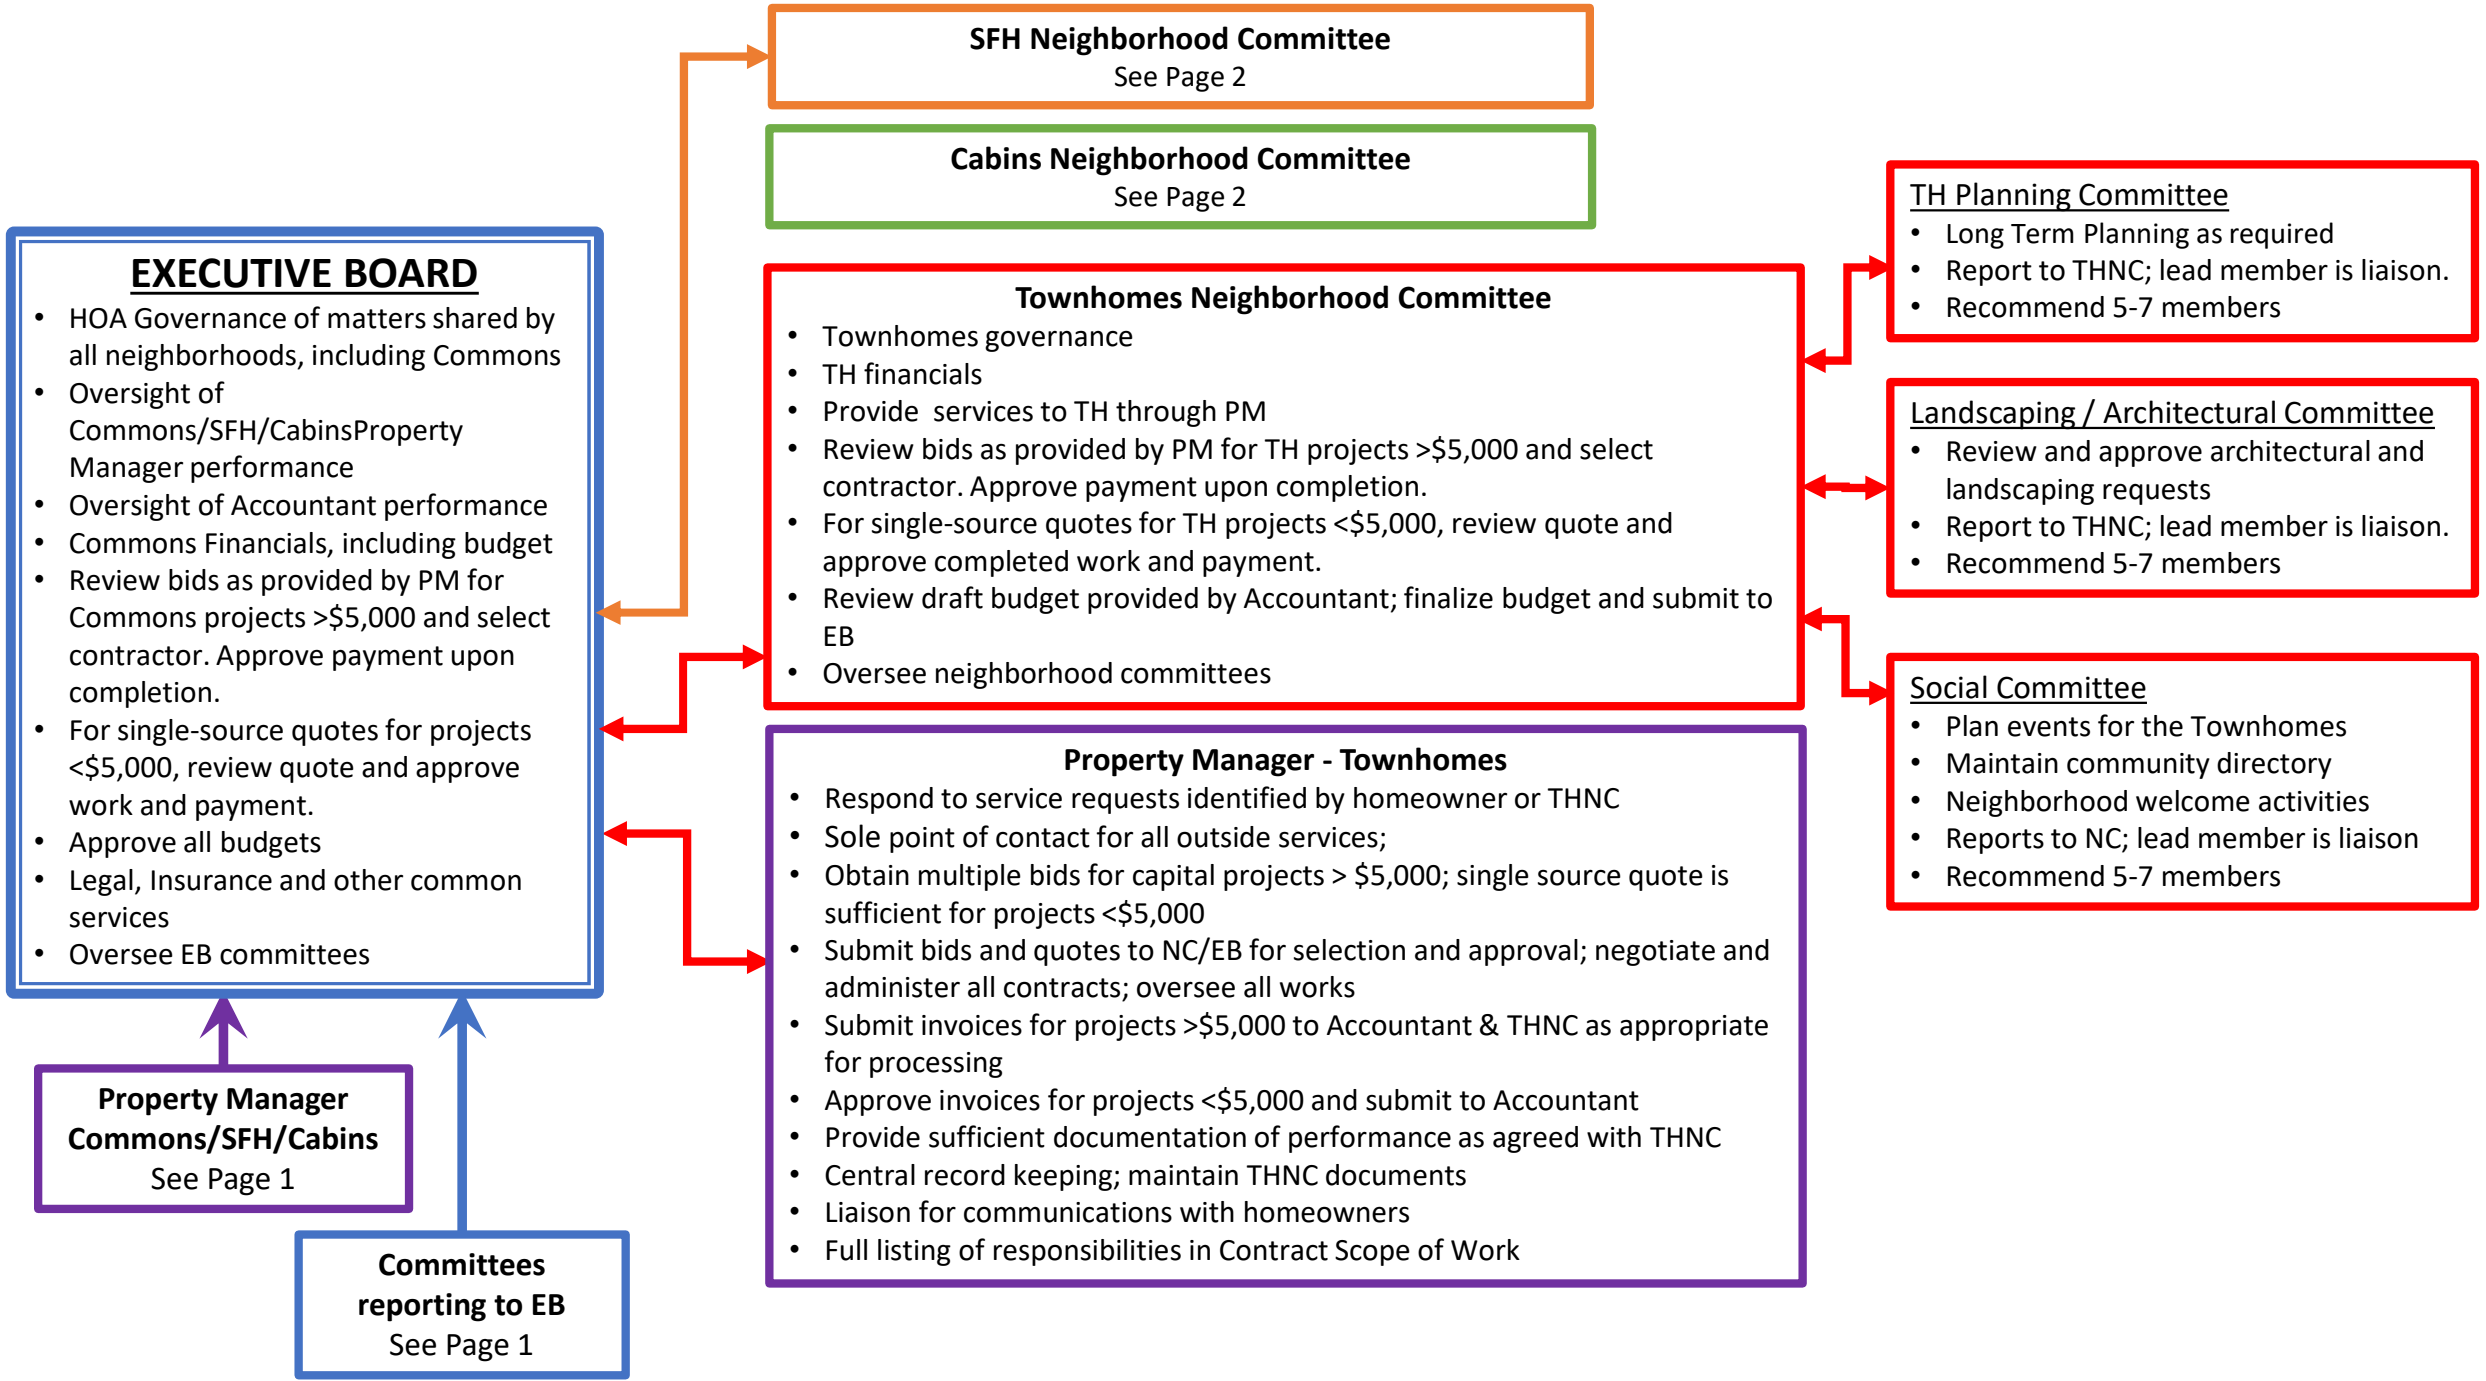 SFH Neighborhood Committee
See Page 2
Cabins Neighborhood Committee
See Page 2
EXECUTIVE BOARD
• HOA Governance of matters shared by
all neighborhoods, including Commons
• Oversight of
Commons/SFH/CabinsProperty
Manager performance
• Oversight of Accountant performance
• Commons Financials, including budget
• Review bids as provided by PM for
Commons projects >$5,000 and select
contractor. Approve payment upon
completion.
• For single-source quotes for projects
<$5,000, review quote and approve
work and payment.
• Approve all budgets
• Legal, Insurance and other common
services
• Oversee EB committees
Property Manager
Commons/SFH/Cabins
See Page 1
Committees
reporting to EB
See Page 1
Townhomes Neighborhood Committee
• Townhomes governance
• TH financials
• Provide  services to TH through PM
• Review bids as provided by PM for TH projects >$5,000 and select
contractor. Approve payment upon completion.
• For single-source quotes for TH projects <$5,000, review quote and
approve completed work and payment.
• Review draft budget provided by Accountant; finalize budget and submit to
EB
• Oversee neighborhood committees
Property Manager - Townhomes
• Respond to service requests identified by homeowner or THNC
• Sole point of contact for all outside services;
• Obtain multiple bids for capital projects > $5,000; single source quote is
sufficient for projects <$5,000
• Submit bids and quotes to NC/EB for selection and approval; negotiate and
administer all contracts; oversee all works
• Submit invoices for projects >$5,000 to Accountant & THNC as appropriate
for processing
• Approve invoices for projects <$5,000 and submit to Accountant
• Provide sufficient documentation of performance as agreed with THNC
• Central record keeping; maintain THNC documents
• Liaison for communications with homeowners
• Full listing of responsibilities in Contract Scope of Work
TH Planning Committee
• Long Term Planning as required
• Report to THNC; lead member is liaison.
• Recommend 5-7 members
Landscaping / Architectural Committee
• Review and approve architectural and
landscaping requests
• Report to THNC; lead member is liaison.
• Recommend 5-7 members
Social Committee
• Plan events for the Townhomes
• Maintain community directory
• Neighborhood welcome activities
• Reports to NC; lead member is liaison
• Recommend 5-7 members